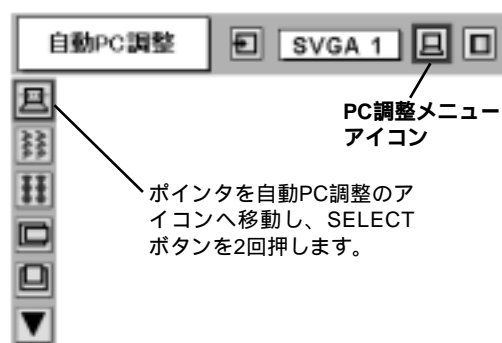 自動PC調整
SVGA 1
PC調整メニュー
アイコン
ポインタを自動PC調整のア
イコンへ移動し、SELECT
ボタンを2回押します。